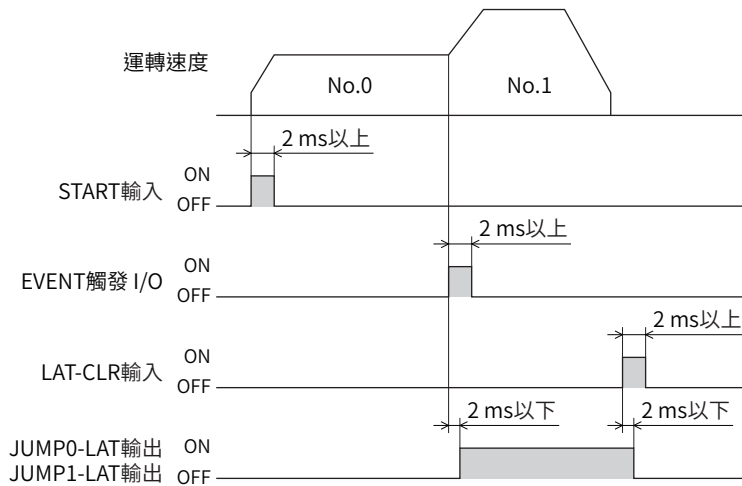 運轉速度
No.0
No.1
2 ms以上
START輸入
ON
OFF
2 ms以上
EVENT觸發 I/O
ON
OFF
2 ms以上
LAT-CLR輸入
ON
OFF
2 ms以下
2 ms以下
JUMP0-LAT輸出
JUMP1-LAT輸出
ON
OFF